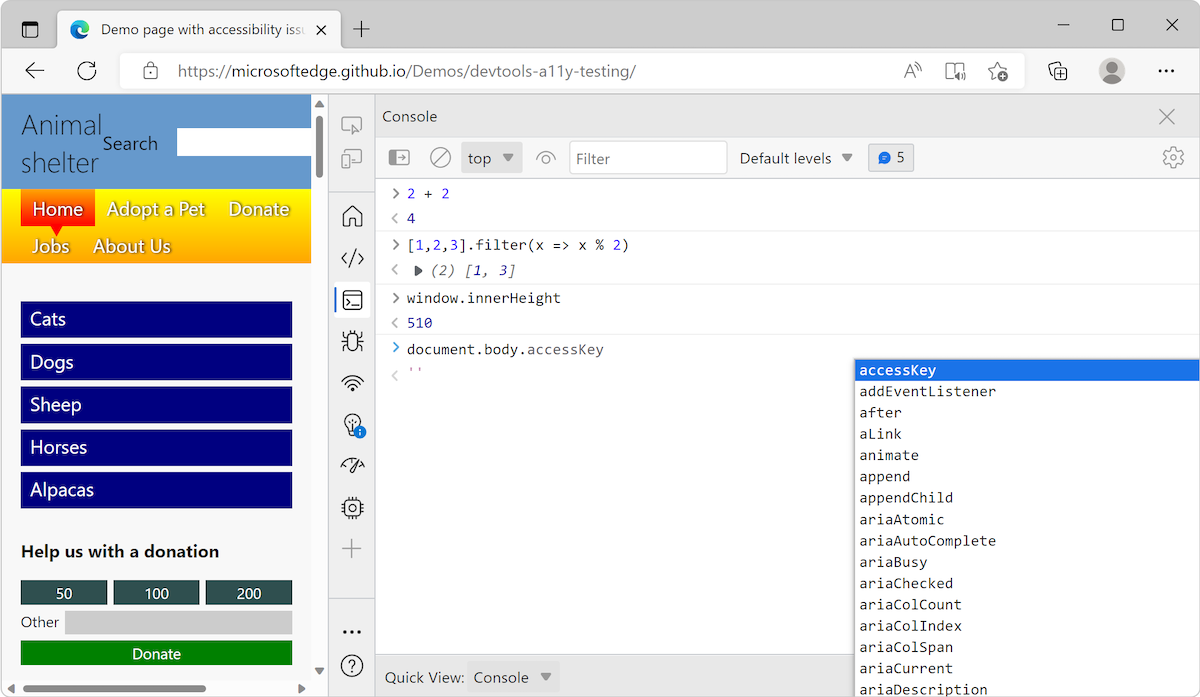 Demo page with accessibility issu
https://microsoftedge.github.io/Demos/devtools-a11y-testing/
Animal
shelter
Search
Home Adopt a Pet Donate
Jobs About Us
Cats
Dogs
Sheep
Horses
Alpacas
Help us with a donation
50 100 200
Other
Donate
Console
top Filter Default levels 5
> 2 + 2
< 4
> [1,2,3].filter(x => x % 2)
< ▶ (2) [1, 3]
> window.innerHeight
< 510
> document.body.accessKey
< ''
accessKey
addEventListener
after
aLink
animate
append
appendChild
ariaAtomic
ariaAutoComplete
ariaBusy
ariaChecked
ariaColCount
ariaColIndex
ariaColSpan
ariaCurrent
ariaDescription
Quick View: Console